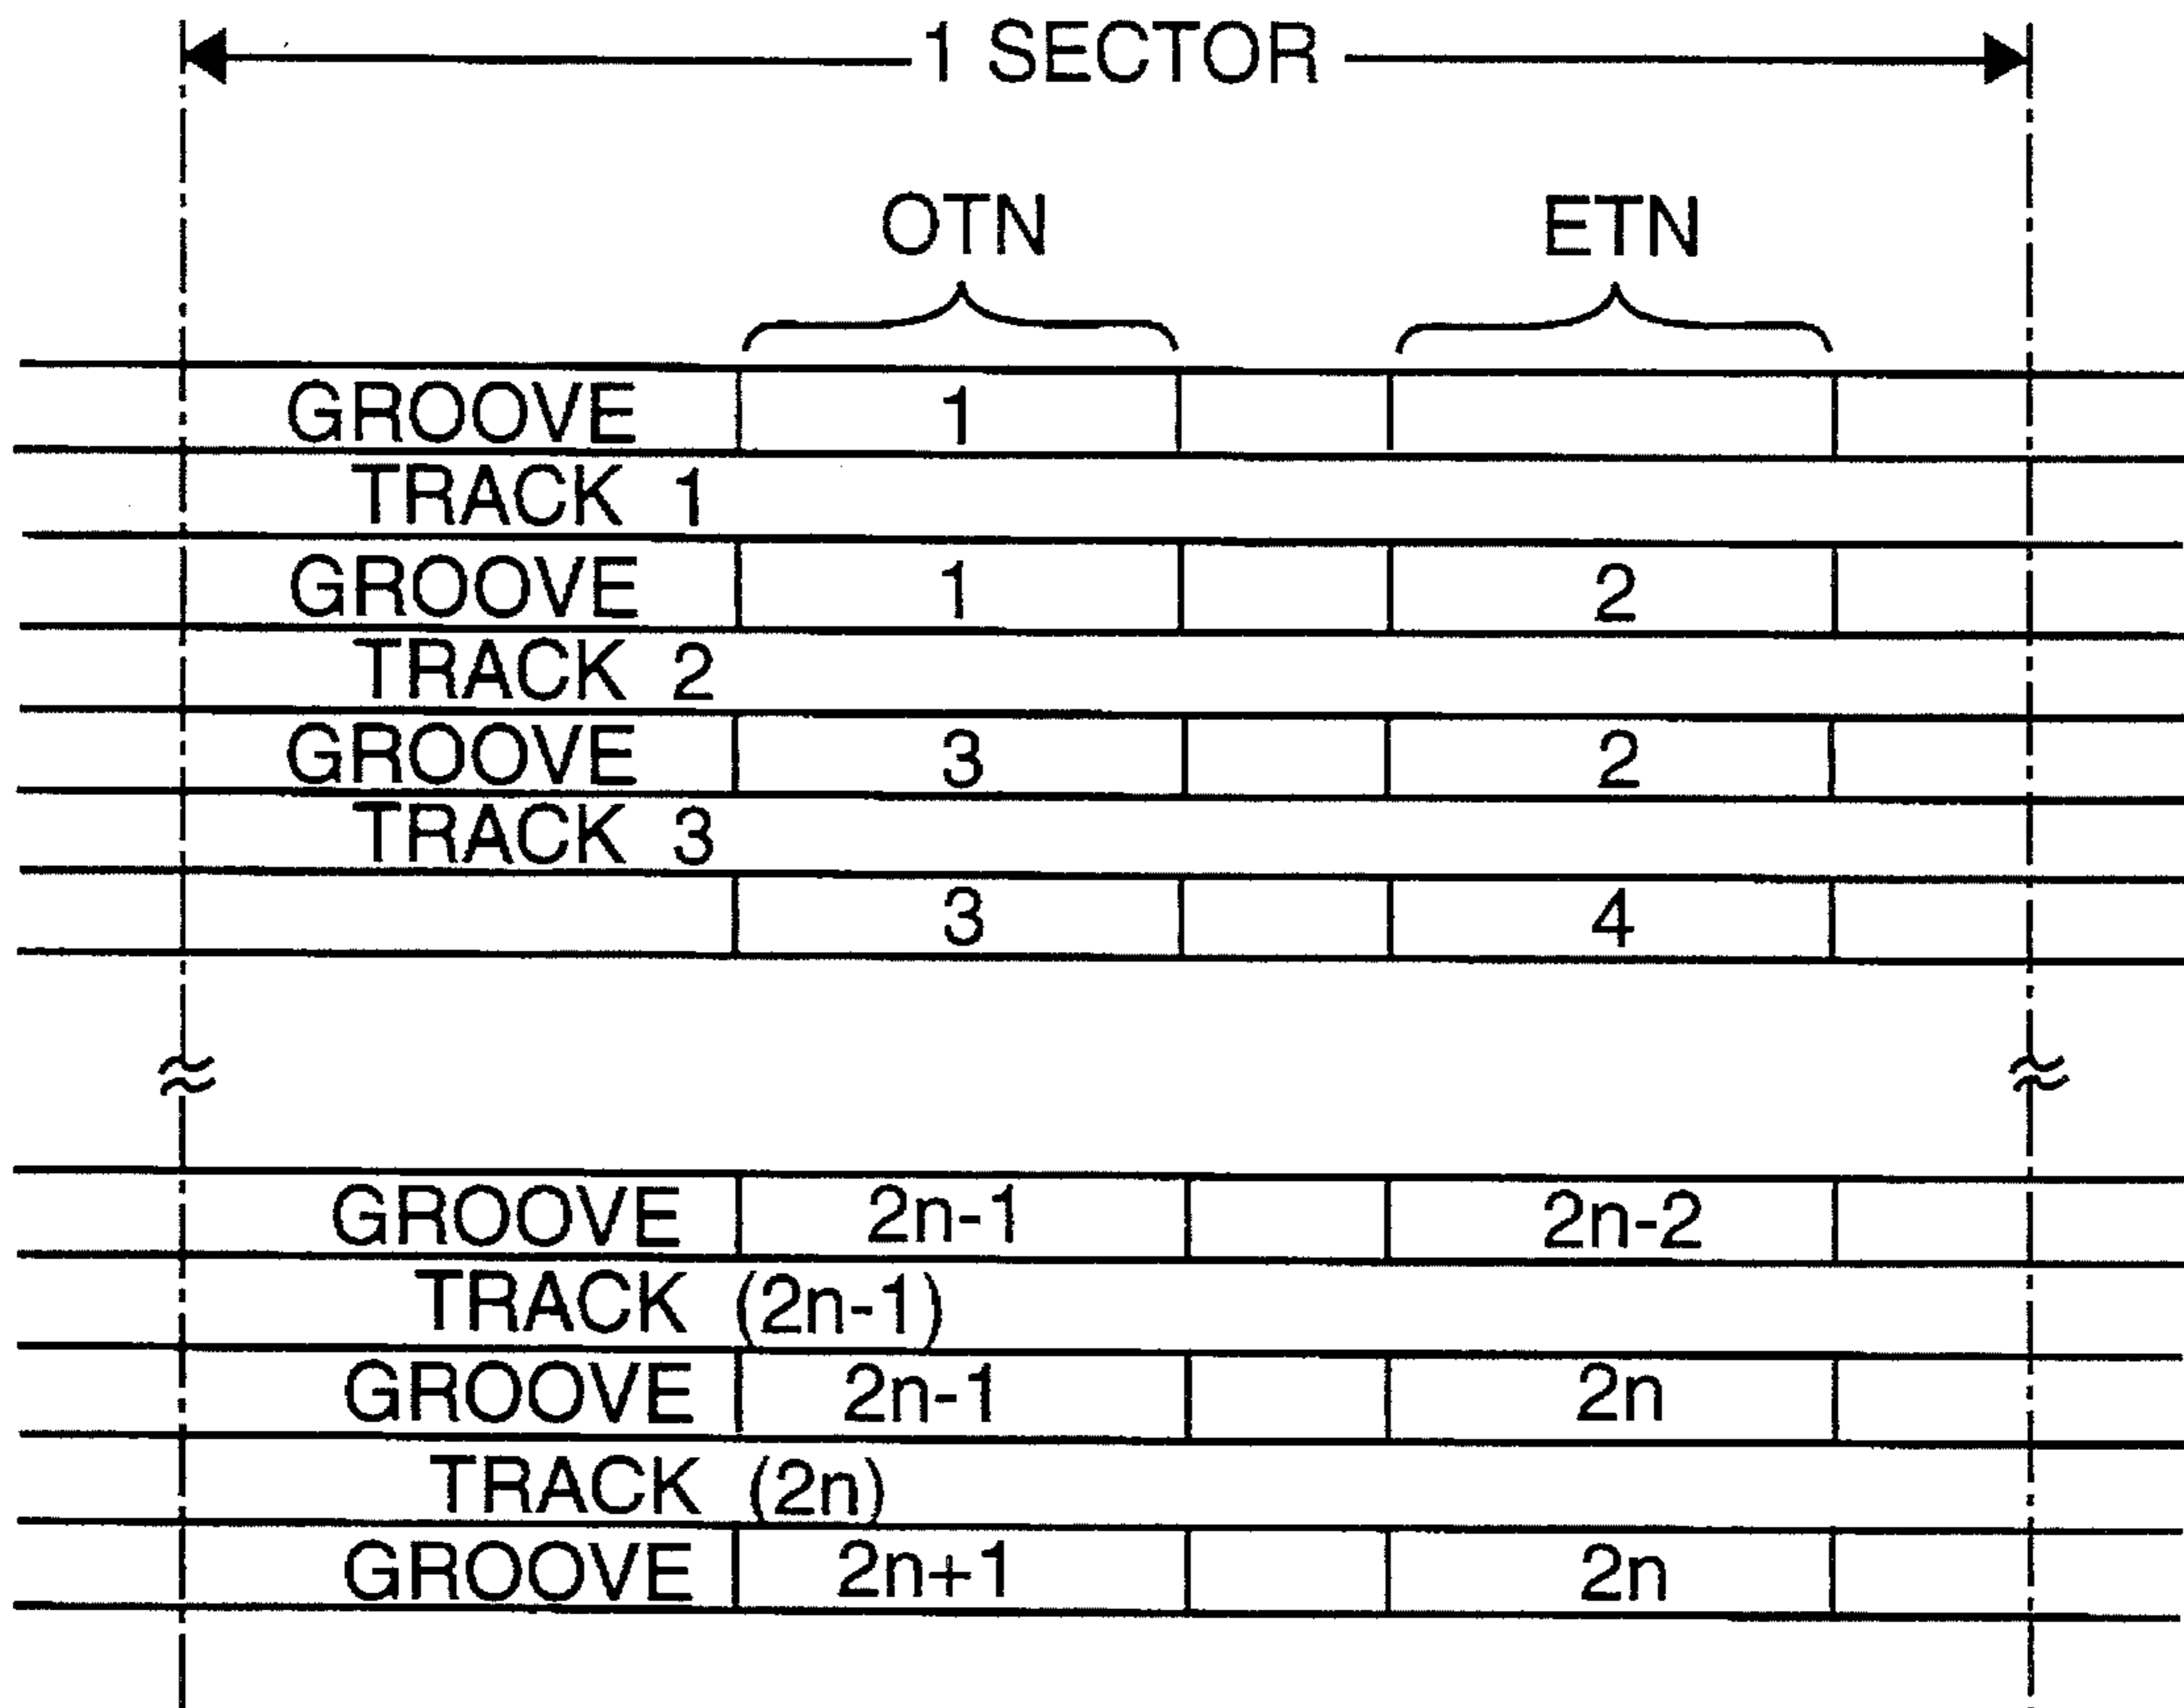 1 SECTOR
OTN ETN
GROOVE 1
TRACK 1
GROOVE 1 2
TRACK 2
GROOVE 3 2
TRACK 3
3 4
GROOVE 2n-1 2n-2
TRACK (2n-1)
GROOVE 2n-1 2n
TRACK (2n)
GROOVE 2n+1 2n